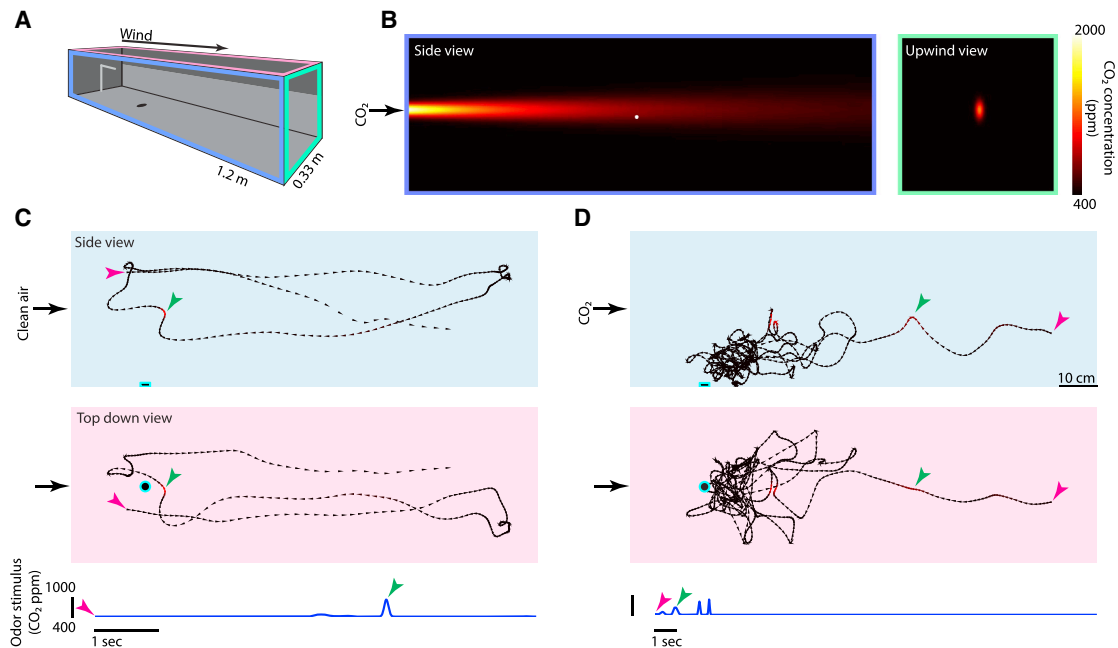 A
Wind
1.2 m
0.33 m
B
Side view
CO₂
Upwind view
2000
CO₂ concentration
(ppm)
400
C
Side view
Clean air
Top down view
Odor stimulus
(CO₂ ppm)
1000
400
1 sec
D
CO₂
10 cm
1 sec